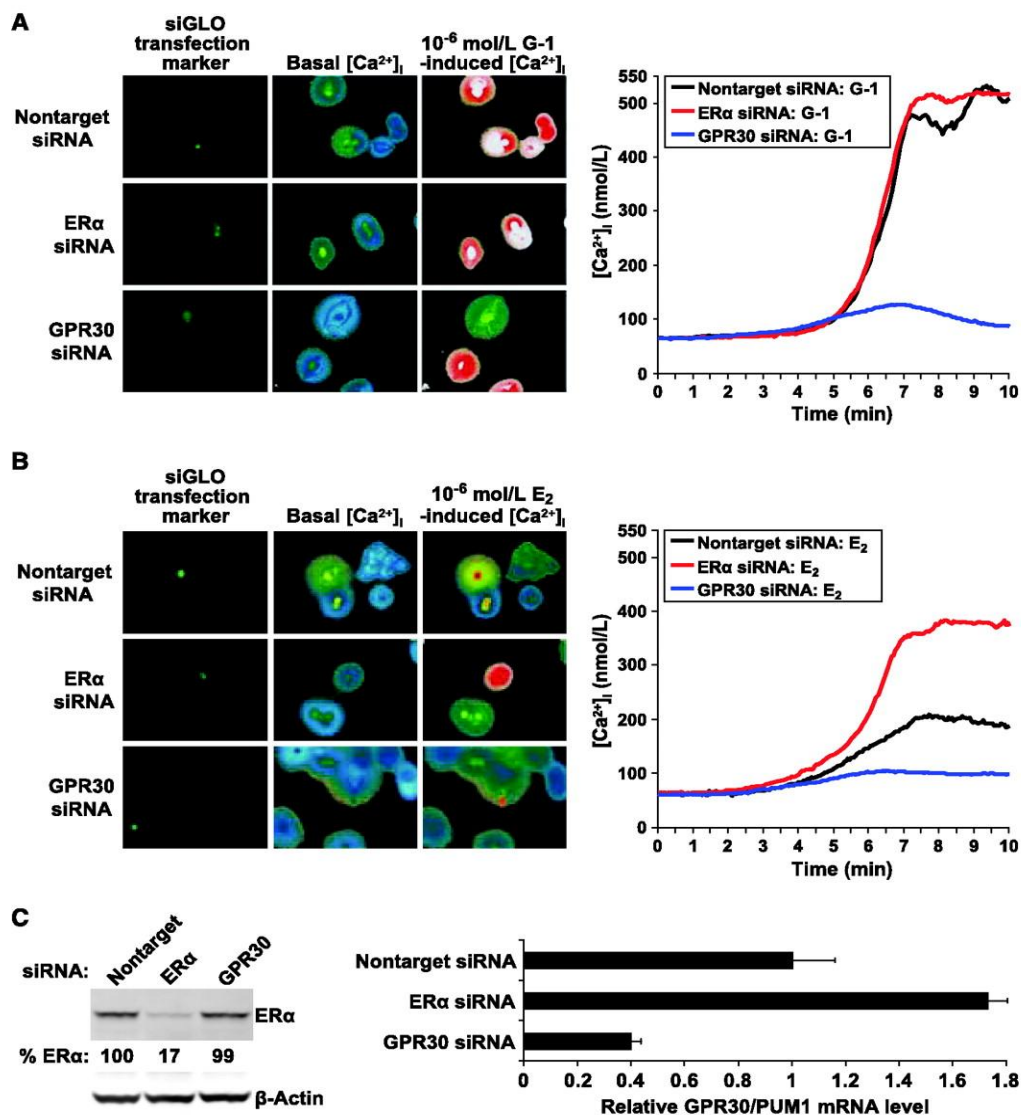 A
siGLO
transfection
marker
Basal [Ca²⁺]ᵢ
10⁻⁶ mol/L G-1
-induced [Ca²⁺]ᵢ
Nontarget
siRNA
ERα
siRNA
GPR30
siRNA
Nontarget siRNA: G-1
ERα siRNA: G-1
GPR30 siRNA: G-1
[Ca²⁺]ᵢ (nmol/L)
550
500
400
300
200
100
0
0 1 2 3 4 5 6 7 8 9 10
Time (min)
B
siGLO
transfection
marker
Basal [Ca²⁺]ᵢ
10⁻⁶ mol/L E₂
-induced [Ca²⁺]ᵢ
Nontarget
siRNA
ERα
siRNA
GPR30
siRNA
Nontarget siRNA: E₂
ERα siRNA: E₂
GPR30 siRNA: E₂
[Ca²⁺]ᵢ (nmol/L)
550
500
400
300
200
100
0
0 1 2 3 4 5 6 7 8 9 10
Time (min)
C
siRNA: Nontarget ERα GPR30
ERα
% ERα: 100 17 99
β-Actin
Nontarget siRNA
ERα siRNA
GPR30 siRNA
0 0.2 0.4 0.6 0.8 1 1.2 1.4 1.6 1.8
Relative GPR30/PUM1 mRNA level